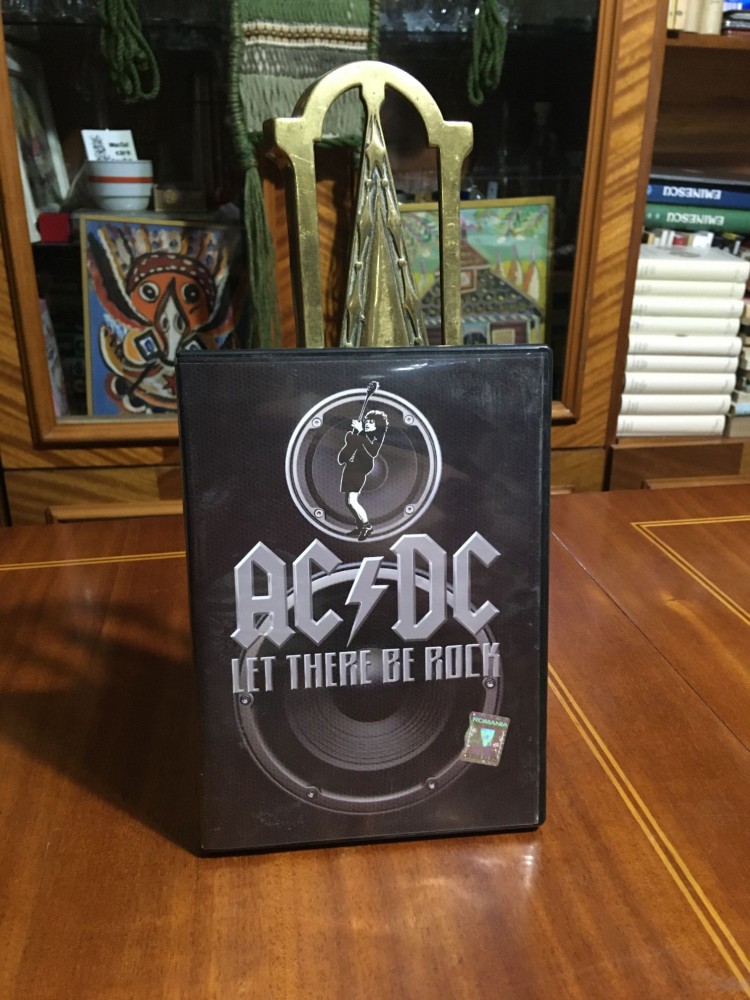 EMINESCU
EMINESCU
AC⚡DC
LET THERE BE ROCK
ROMANIA